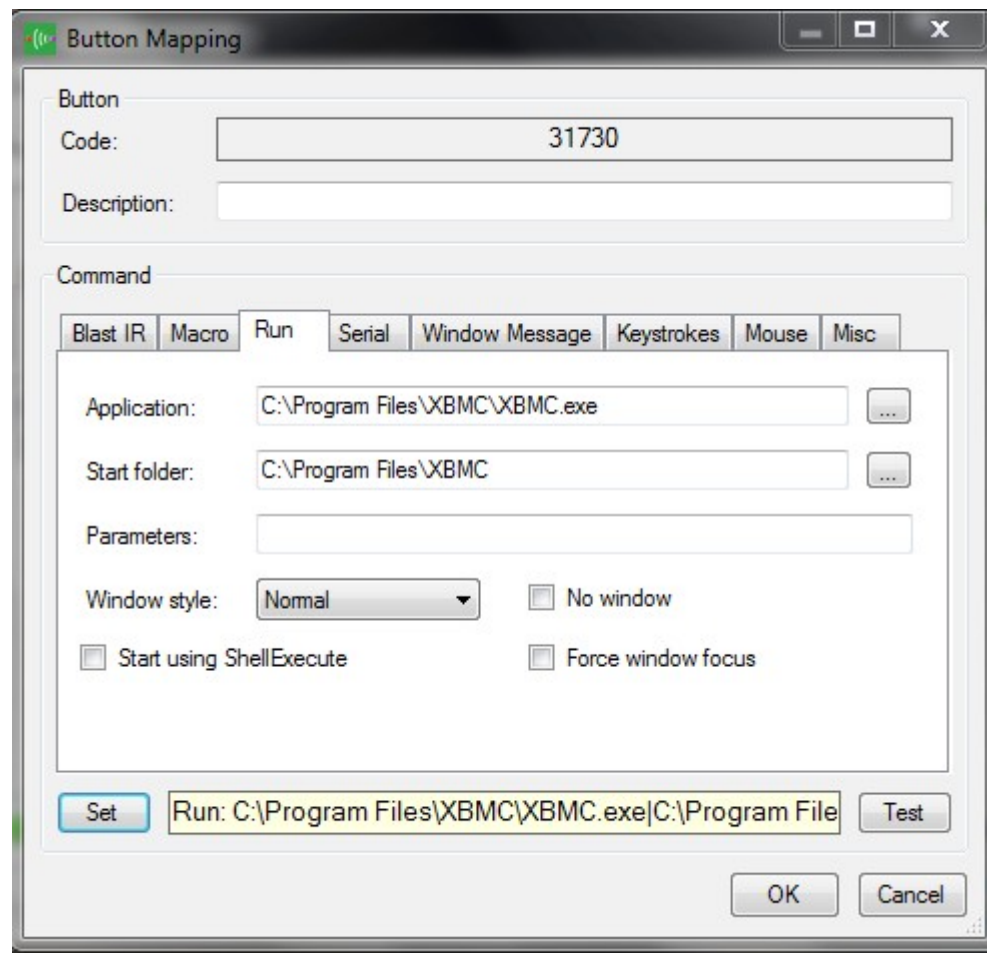 Button Mapping
Button
Code: 31730
Description:
Command
Blast IR Macro Run Serial Window Message Keystrokes Mouse Misc
Application: C:\Program Files\XBMC\XBMC.exe ...
Start folder: C:\Program Files\XBMC ...
Parameters:
Window style: Normal No window
Start using ShellExecute Force window focus
Set Run: C:\Program Files\XBMC\XBMC.exe|C:\Program File Test
OK Cancel